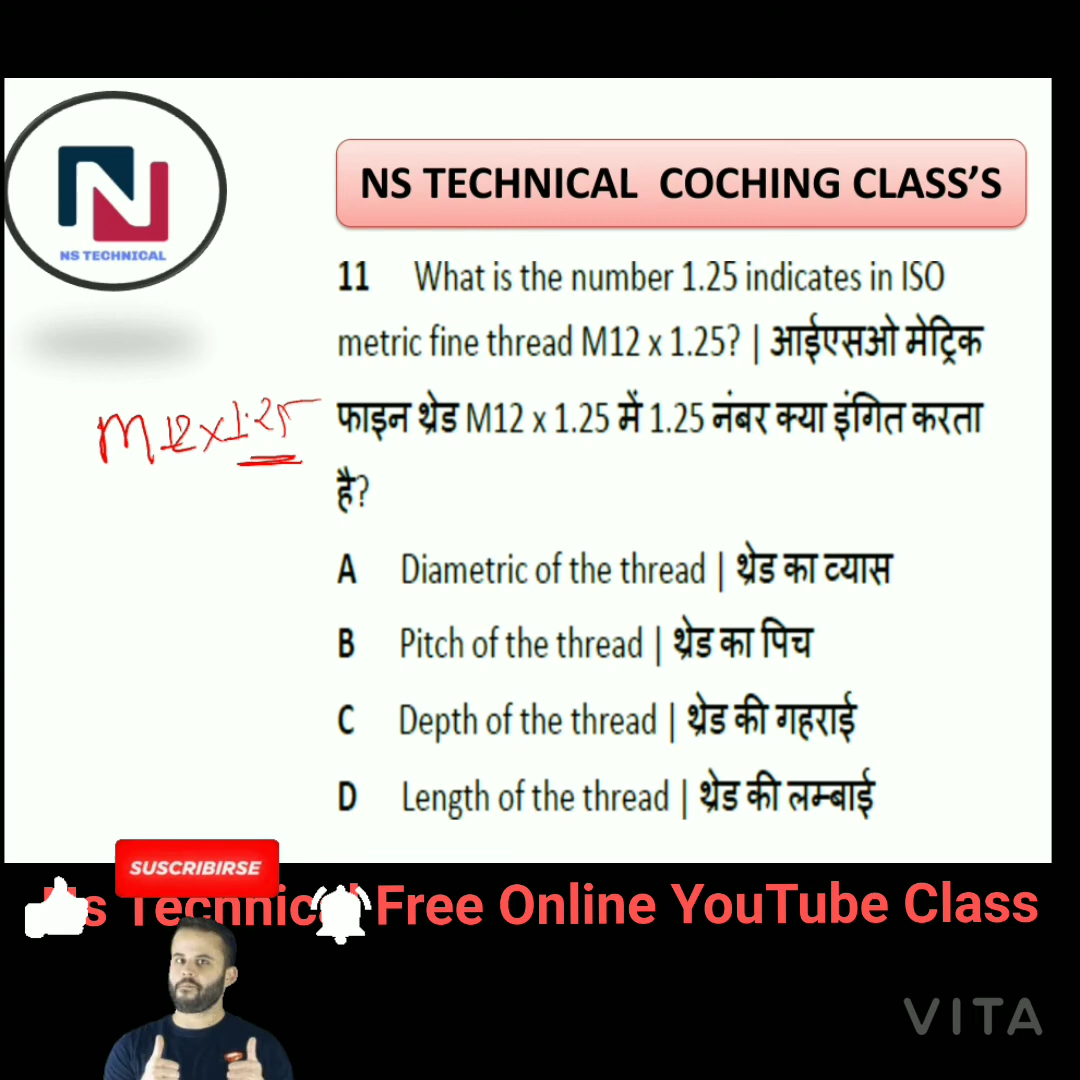 NS TECHNICAL
NS TECHNICAL COCHING CLASS'S
11 What is the number 1.25 indicates in ISO
metric fine thread M12 x 1.25? | आईएसओ मेट्रिक
फाइन थ्रेड M12 x 1.25 में 1.25 नंबर क्या इंगित करता
है?
M12x1.25
A Diametric of the thread | थ्रेड का व्यास
B Pitch of the thread | थ्रेड का पिच
C Depth of the thread | थ्रेड की गहराई
D Length of the thread | थ्रेड की लम्बाई
SUSCRIBIRSE
Ns Technical Free Online YouTube Class
VITA